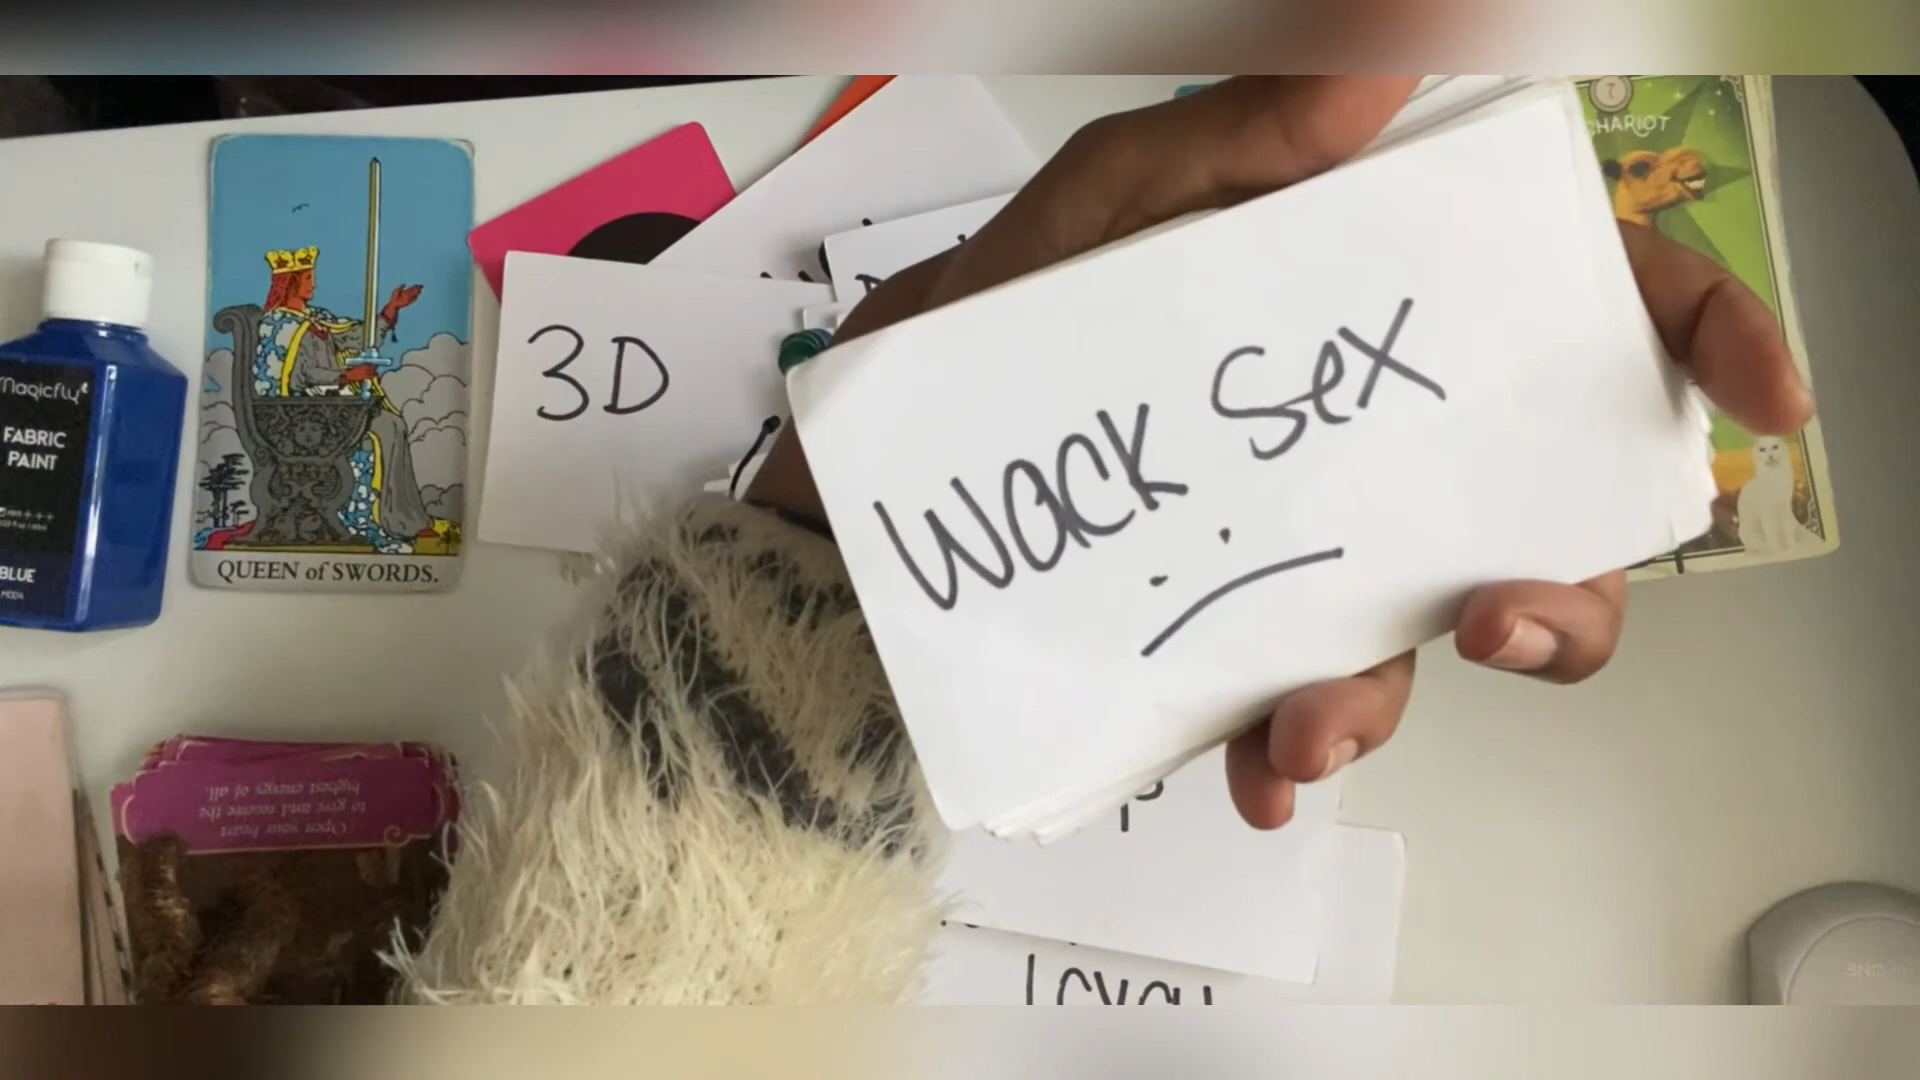 CHARIOT
3D
Wack Sex
Magicfly
FABRIC
PAINT
BLUE
QUEEN of SWORDS.
Open your heart
to give and receive the
highest energy of all.